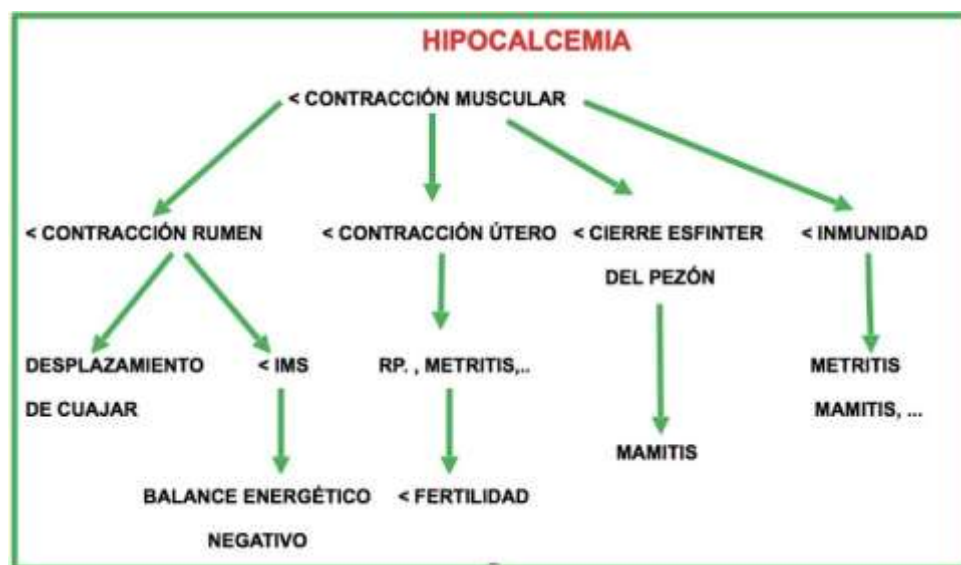 HIPOCALCEMIA
< CONTRACCIÓN MUSCULAR
< CONTRACCIÓN RUMEN
< CONTRACCIÓN ÚTERO
< CIERRE ESFINTER
DEL PEZÓN
< INMUNIDAD
DESPLAZAMIENTO
DE CUAJAR
< IMS
RP. , METRITIS,..
METRITIS
MAMITIS, ...
MAMITIS
BALANCE ENERGÉTICO
NEGATIVO
< FERTILIDAD